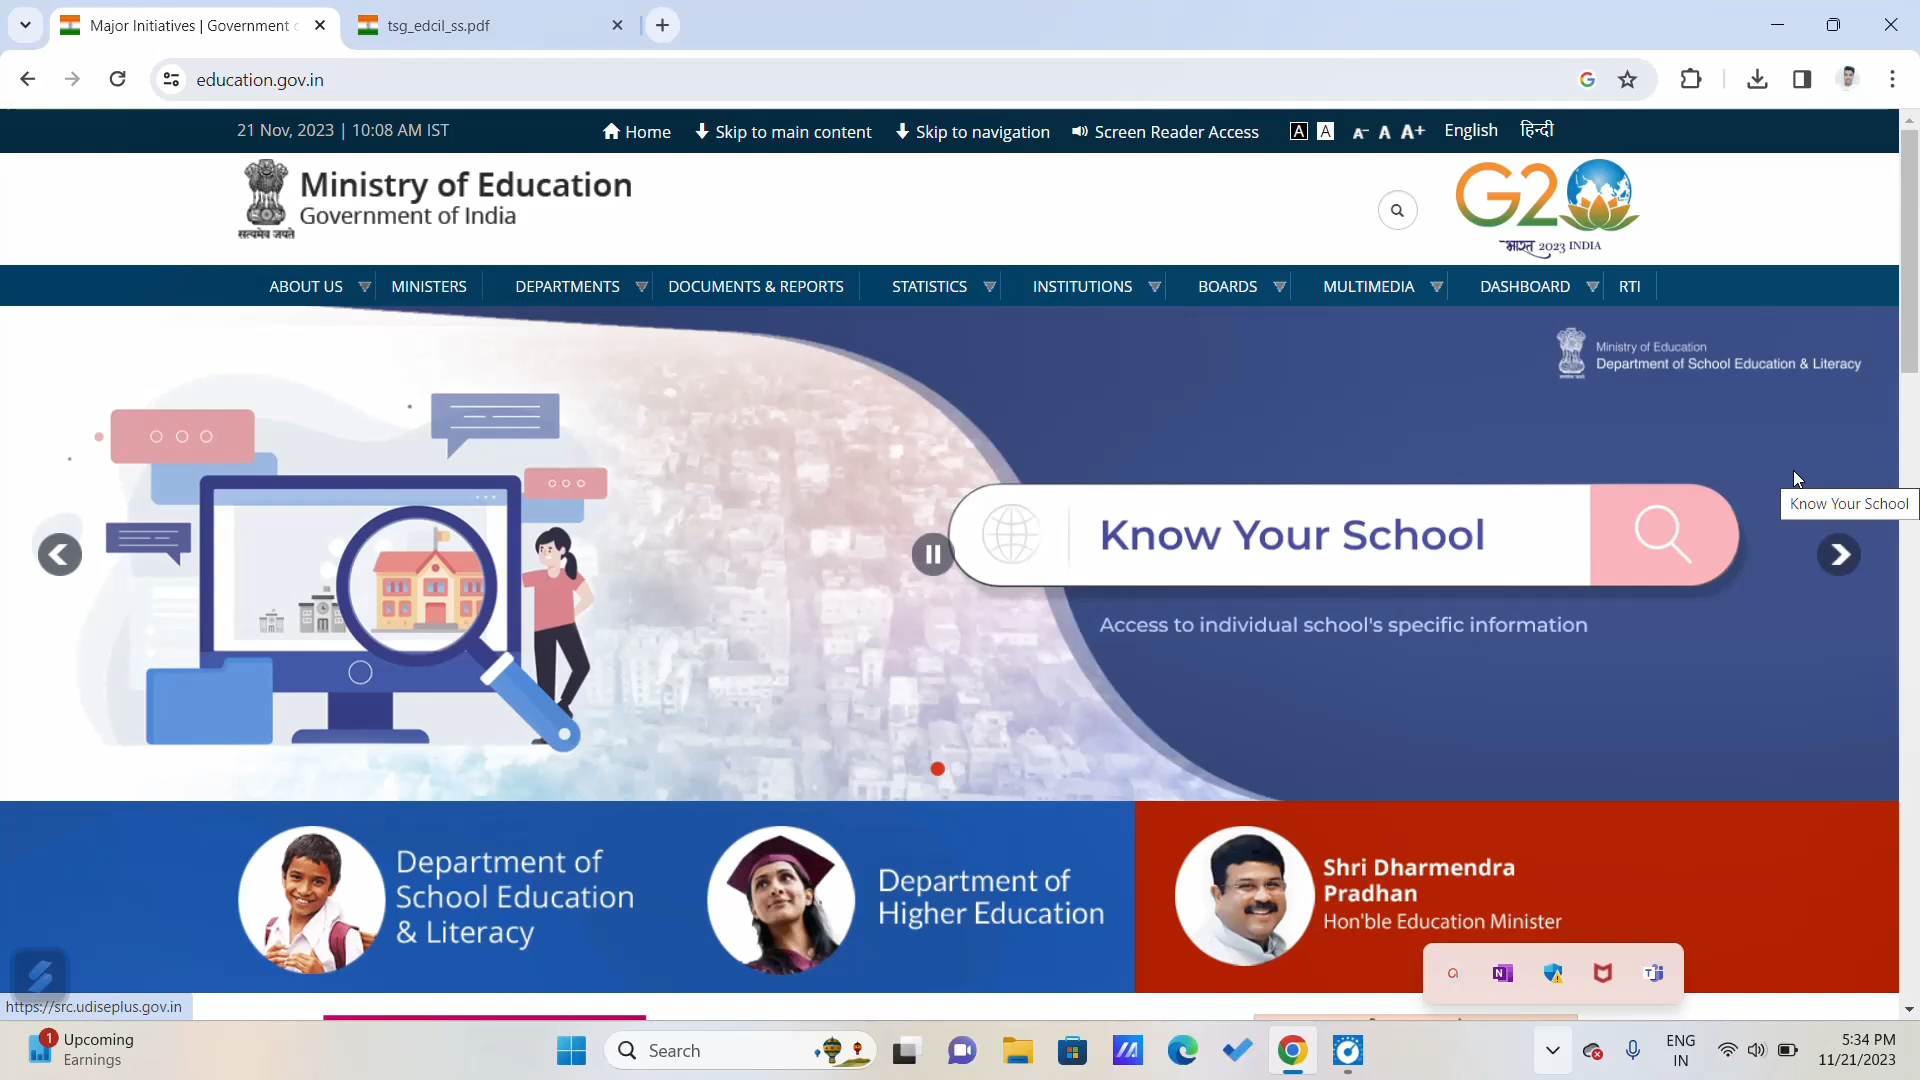 Major Initiatives | Government
tsg_edcil_ss.pdf
education.gov.in
21 Nov, 2023 | 10:08 AM IST
Home
Skip to main content
Skip to navigation
Screen Reader Access
A A A- A A+
English
हिन्दी
सत्यमेव जयते
Ministry of Education
Government of India
G20
भारत 2023 INDIA
ABOUT US
MINISTERS
DEPARTMENTS
DOCUMENTS & REPORTS
STATISTICS
INSTITUTIONS
BOARDS
MULTIMEDIA
DASHBOARD
RTI
Ministry of Education
Department of School Education & Literacy
Know Your School
Know Your School
Access to individual school's specific information
Department of
School Education
& Literacy
Department of
Higher Education
Shri Dharmendra
Pradhan
Hon'ble Education Minister
https://src.udiseplus.gov.in
1
Upcoming
Earnings
Search
ENG
IN
5:34 PM
11/21/2023